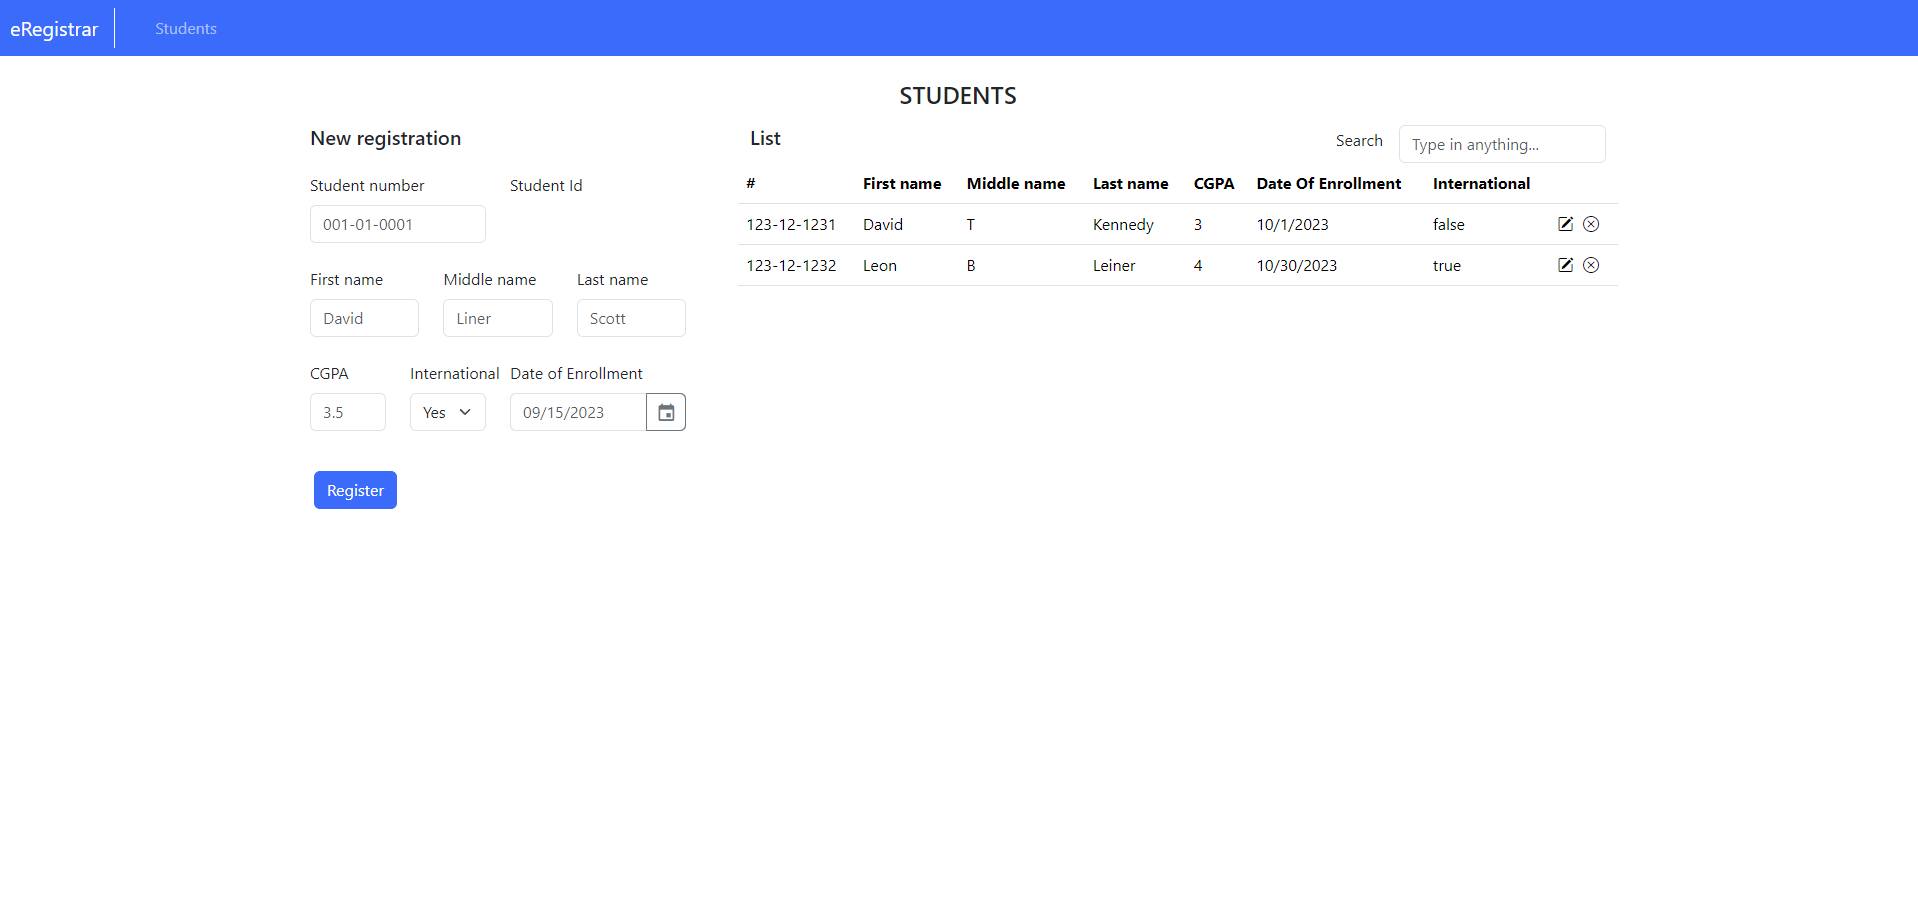 eRegistrar Students
STUDENTS
New registration
Student number Student Id
001-01-0001
First name Middle name Last name
David Liner Scott
CGPA International Date of Enrollment
3.5 Yes 09/15/2023
Register
List Search Type in anything...
# First name Middle name Last name CGPA Date Of Enrollment International
123-12-1231 David T Kennedy 3 10/1/2023 false
123-12-1232 Leon B Leiner 4 10/30/2023 true